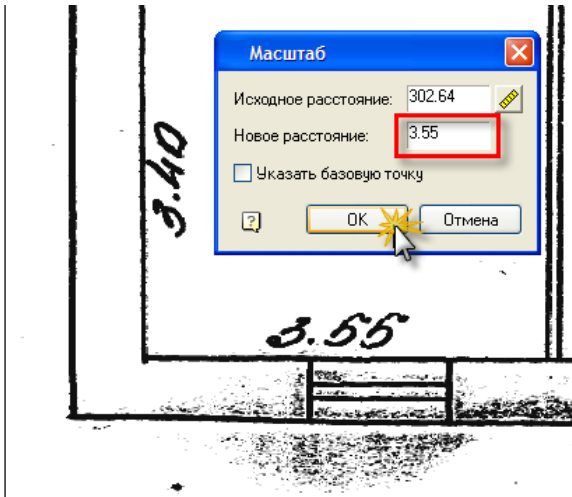 Масштаб
Исходное расстояние: 302.64
Новое расстояние: 3.55
Указать базовую точку
? OK Отмена
3.40
3.55